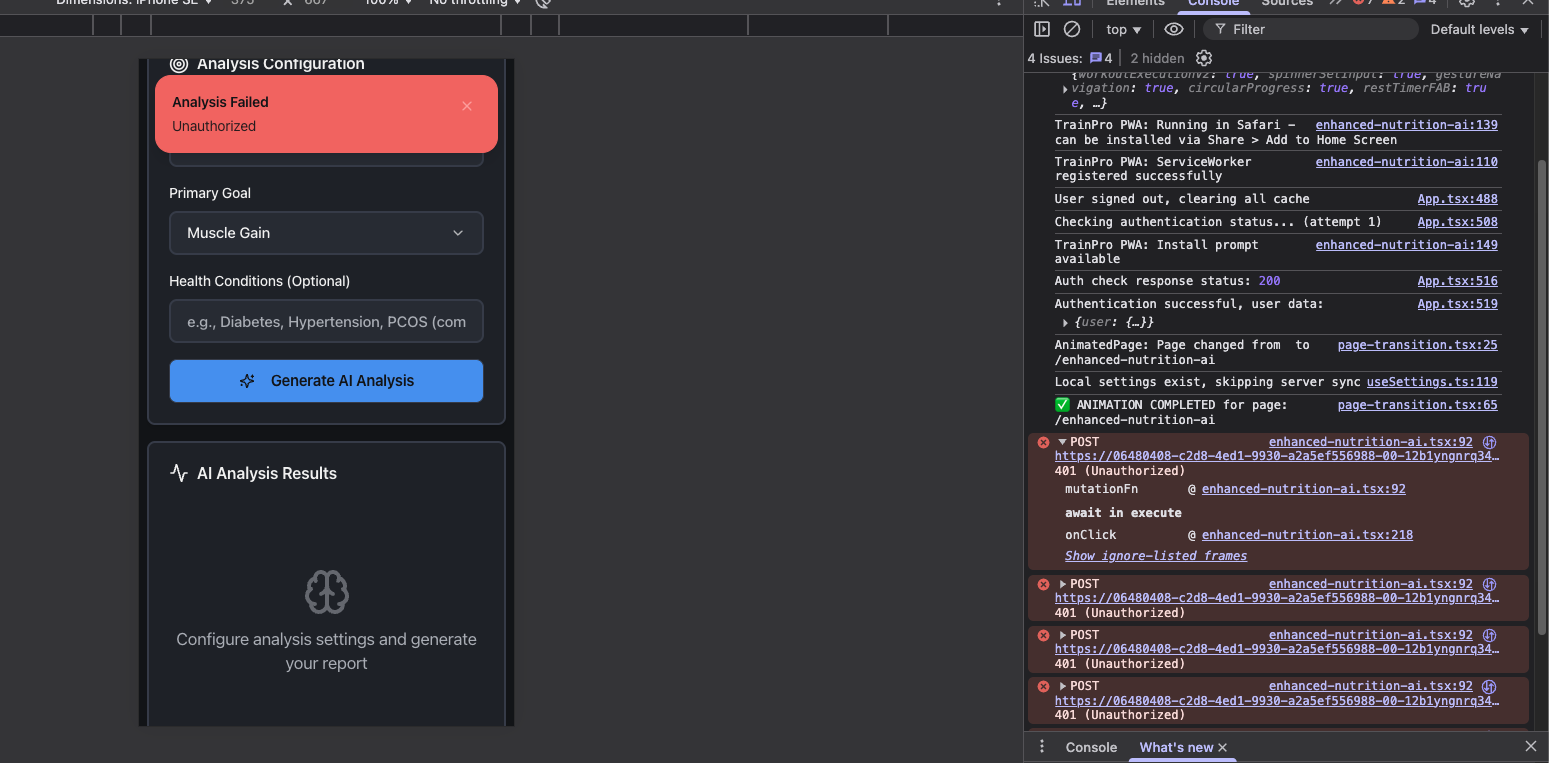 Dimensions: iPhone SE
375
x
667
100%
No throttling
Analysis Configuration
Analysis Failed
Unauthorized
Primary Goal
Muscle Gain
Health Conditions (Optional)
e.g., Diabetes, Hypertension, PCOS (com
Generate AI Analysis
AI Analysis Results
Configure analysis settings and generate
your report
Elements Console Sources 7 2 4
top Filter Default levels
4 Issues: 4 2 hidden
{workoutExecutionV2: true, spinnerSetInput: true, gestureNa
vigation: true, circularProgress: true, restTimerFAB: tru
e, …}
TrainPro PWA: Running in Safari - enhanced-nutrition-ai:139
can be installed via Share > Add to Home Screen
TrainPro PWA: ServiceWorker enhanced-nutrition-ai:110
registered successfully
User signed out, clearing all cache App.tsx:488
Checking authentication status... (attempt 1) App.tsx:508
TrainPro PWA: Install prompt enhanced-nutrition-ai:149
available
Auth check response status: 200 App.tsx:516
Authentication successful, user data: App.tsx:519
{user: {…}}
AnimatedPage: Page changed from to page-transition.tsx:25
/enhanced-nutrition-ai
Local settings exist, skipping server sync useSettings.ts:119
✅ ANIMATION COMPLETED for page: page-transition.tsx:65
/enhanced-nutrition-ai
POST enhanced-nutrition-ai.tsx:92
https://06480408-c2d8-4ed1-9930-a2a5ef556988-00-12b1yngnrq34…
401 (Unauthorized)
mutationFn @ enhanced-nutrition-ai.tsx:92
await in execute
onClick @ enhanced-nutrition-ai.tsx:218
Show ignore-listed frames
POST enhanced-nutrition-ai.tsx:92
https://06480408-c2d8-4ed1-9930-a2a5ef556988-00-12b1yngnrq34…
401 (Unauthorized)
POST enhanced-nutrition-ai.tsx:92
https://06480408-c2d8-4ed1-9930-a2a5ef556988-00-12b1yngnrq34…
401 (Unauthorized)
POST enhanced-nutrition-ai.tsx:92
https://06480408-c2d8-4ed1-9930-a2a5ef556988-00-12b1yngnrq34…
401 (Unauthorized)
Console What's new